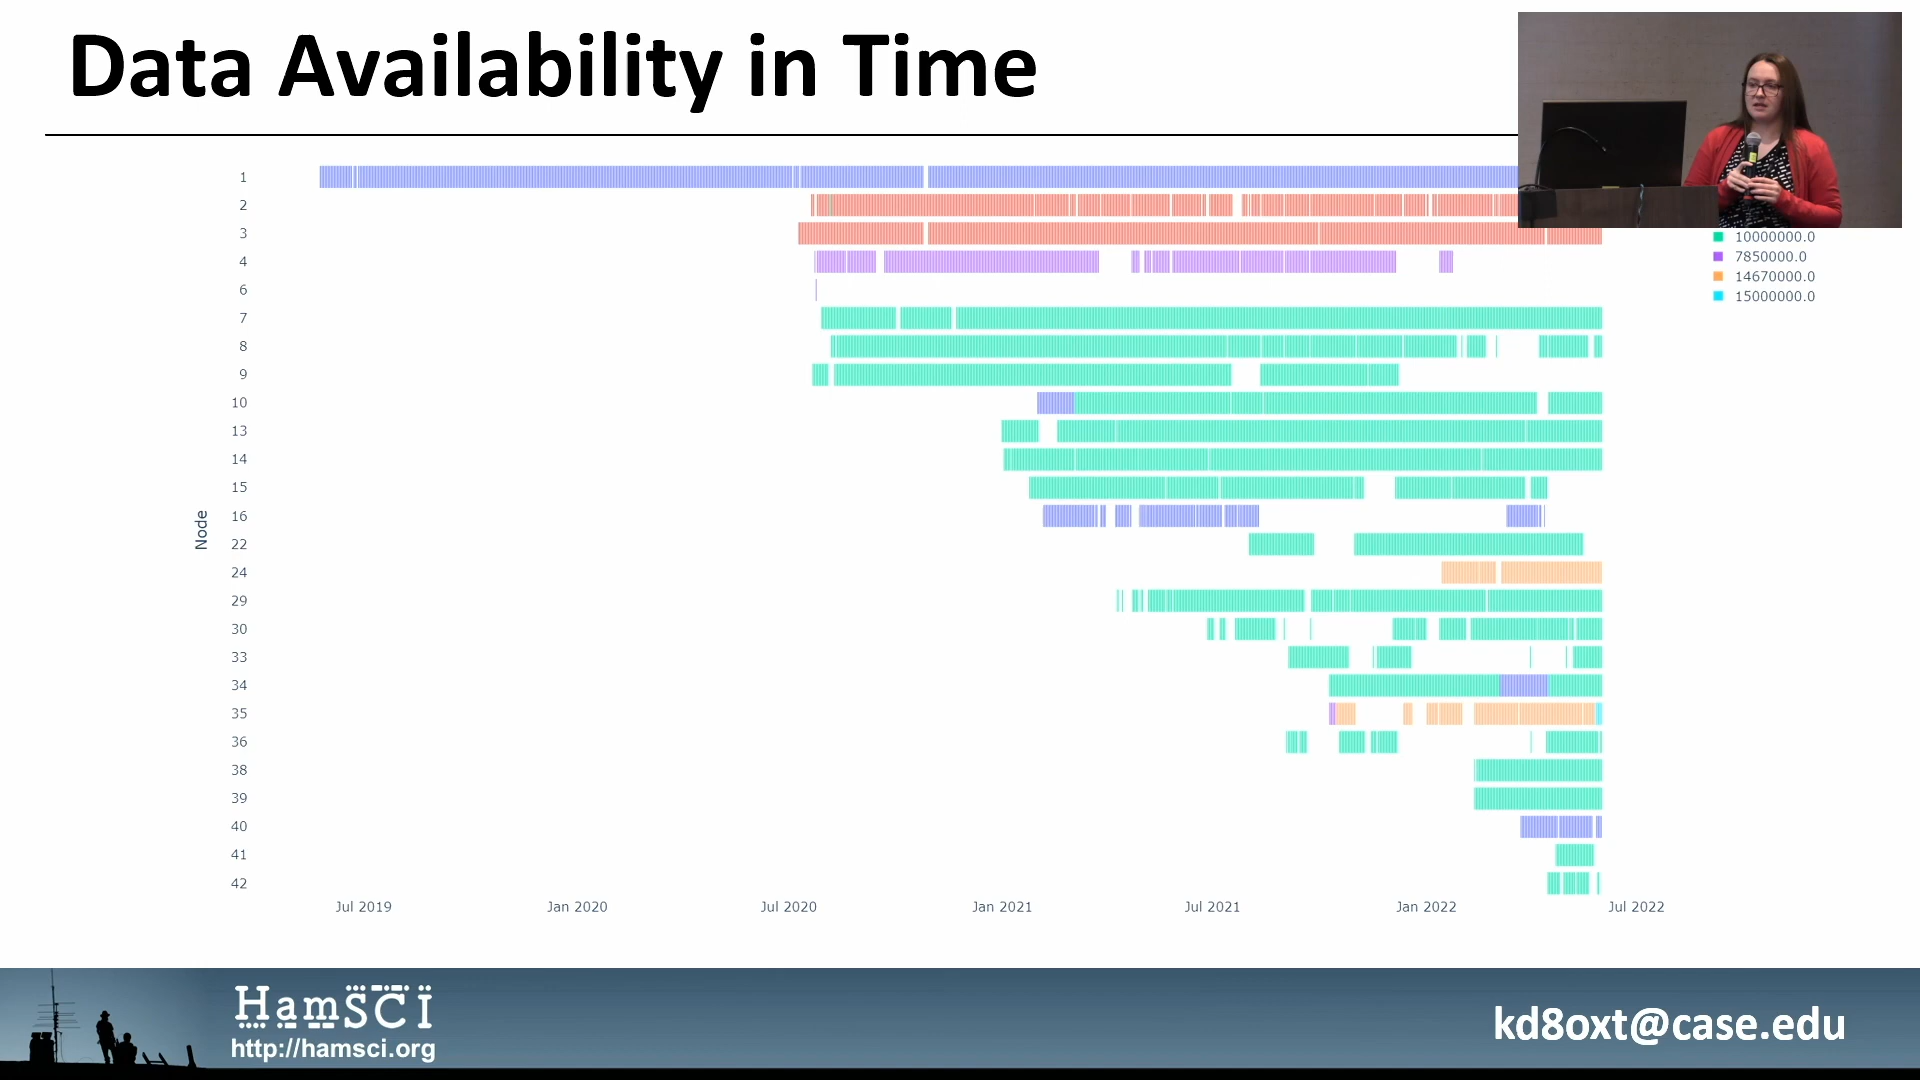 Data Availability in Time
1
2
3
4
6
7
8
9
10
13
14
15
16
22
24
29
30
33
34
35
36
38
39
40
41
42
Node
Jul 2019
Jan 2020
Jul 2020
Jan 2021
Jul 2021
Jan 2022
Jul 2022
10000000.0
7850000.0
14670000.0
15000000.0
HamSCI
http://hamsci.org
kd8oxt@case.edu